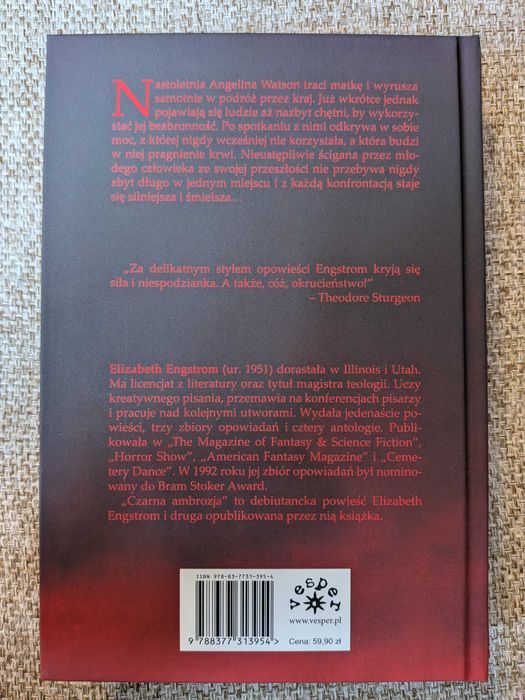 Nastoletnia Angelina Watson traci matkę i wyrusza
samotnie w podróż przez kraj. Już wkrótce jednak
pojawiają się ludzie aż nazbyt chętni, by wykorzy-
stać jej bezbronność. Po spotkaniu z nimi odkrywa w sobie
moc, z której nigdy wcześniej nie korzystała, a która budzi
w niej pragnienie krwi. Nieustępliwie ścigana przez mło-
dego człowieka ze swojej przeszłości nie przebywa nigdy
zbyt długo w jednym miejscu i z każdą konfrontacją staje
się silniejsza i śmielsza…
„Za delikatnym stylem opowieści Engstrom kryją się
siła i niespodzianka. A także, cóż, okrucieństwo!”
– Theodore Sturgeon
Elizabeth Engstrom (ur. 1951) dorastała w Illinois i Utah.
Ma licencjat z literatury oraz tytuł magistra teologii. Uczy
kreatywnego pisania, przemawia na konferencjach pisarzy
i pracuje nad kolejnymi utworami. Wydała jedenaście po-
wieści, trzy zbiory opowiadań i cztery antologie. Publi-
kowała w „The Magazine of Fantasy & Science Fiction”,
„Horror Show”, „American Fantasy Magazine” i „Ceme-
tery Dance”. W 1992 roku jej zbiór opowiadań był nomino-
wany do Bram Stoker Award.
„Czarna ambrozja” to debiutancka powieść Elizabeth
Engstrom i druga opublikowana przez nią książka.
ISBN 978-83-7731-395-4
9 788377 313954 >
vesper
www.vesper.pl
Cena: 59,90 zł